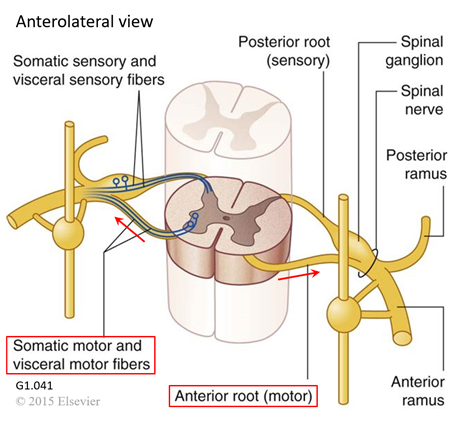 Anterolateral view
Somatic sensory and
visceral sensory fibers
Posterior root
(sensory)
Spinal
ganglion
Spinal
nerve
Posterior
ramus
Somatic motor and
visceral motor fibers
G1.041
© 2015 Elsevier
Anterior root (motor)
Anterior
ramus